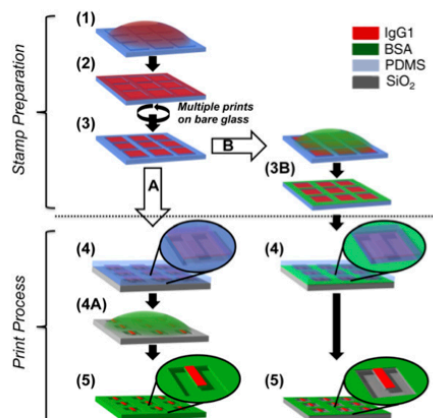 (1)
IgG1
BSA
PDMS
SiO2
(2)
Multiple prints
on bare glass
(3)
B
(3B)
A
Stamp Preparation
(4)
(4)
(4A)
(5)
(5)
Print Process